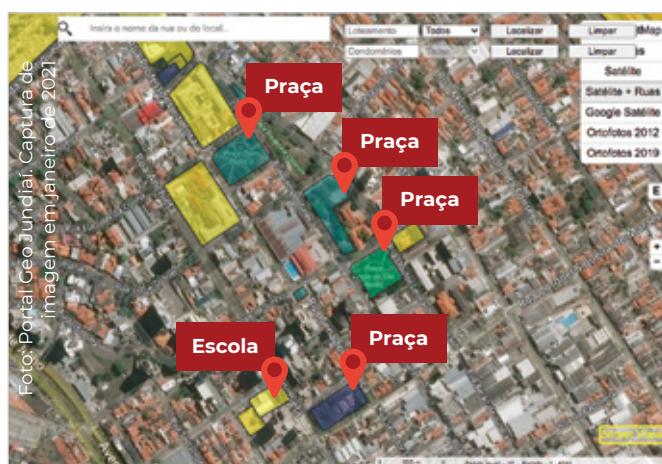 Insira o nome da rua ou do local...
Loteamento
Todos
Localizar
Limpar
Condomínios
Todas
Localizar
Limpar
Satélite
Satélite + Ruas
Google Satélite
Ortofotos 2012
Ortofotos 2019
Praça
Praça
Praça
Escola
Praça
Foto: Portal Geo Jundiaí. Captura de
imagem em janeiro de 2021